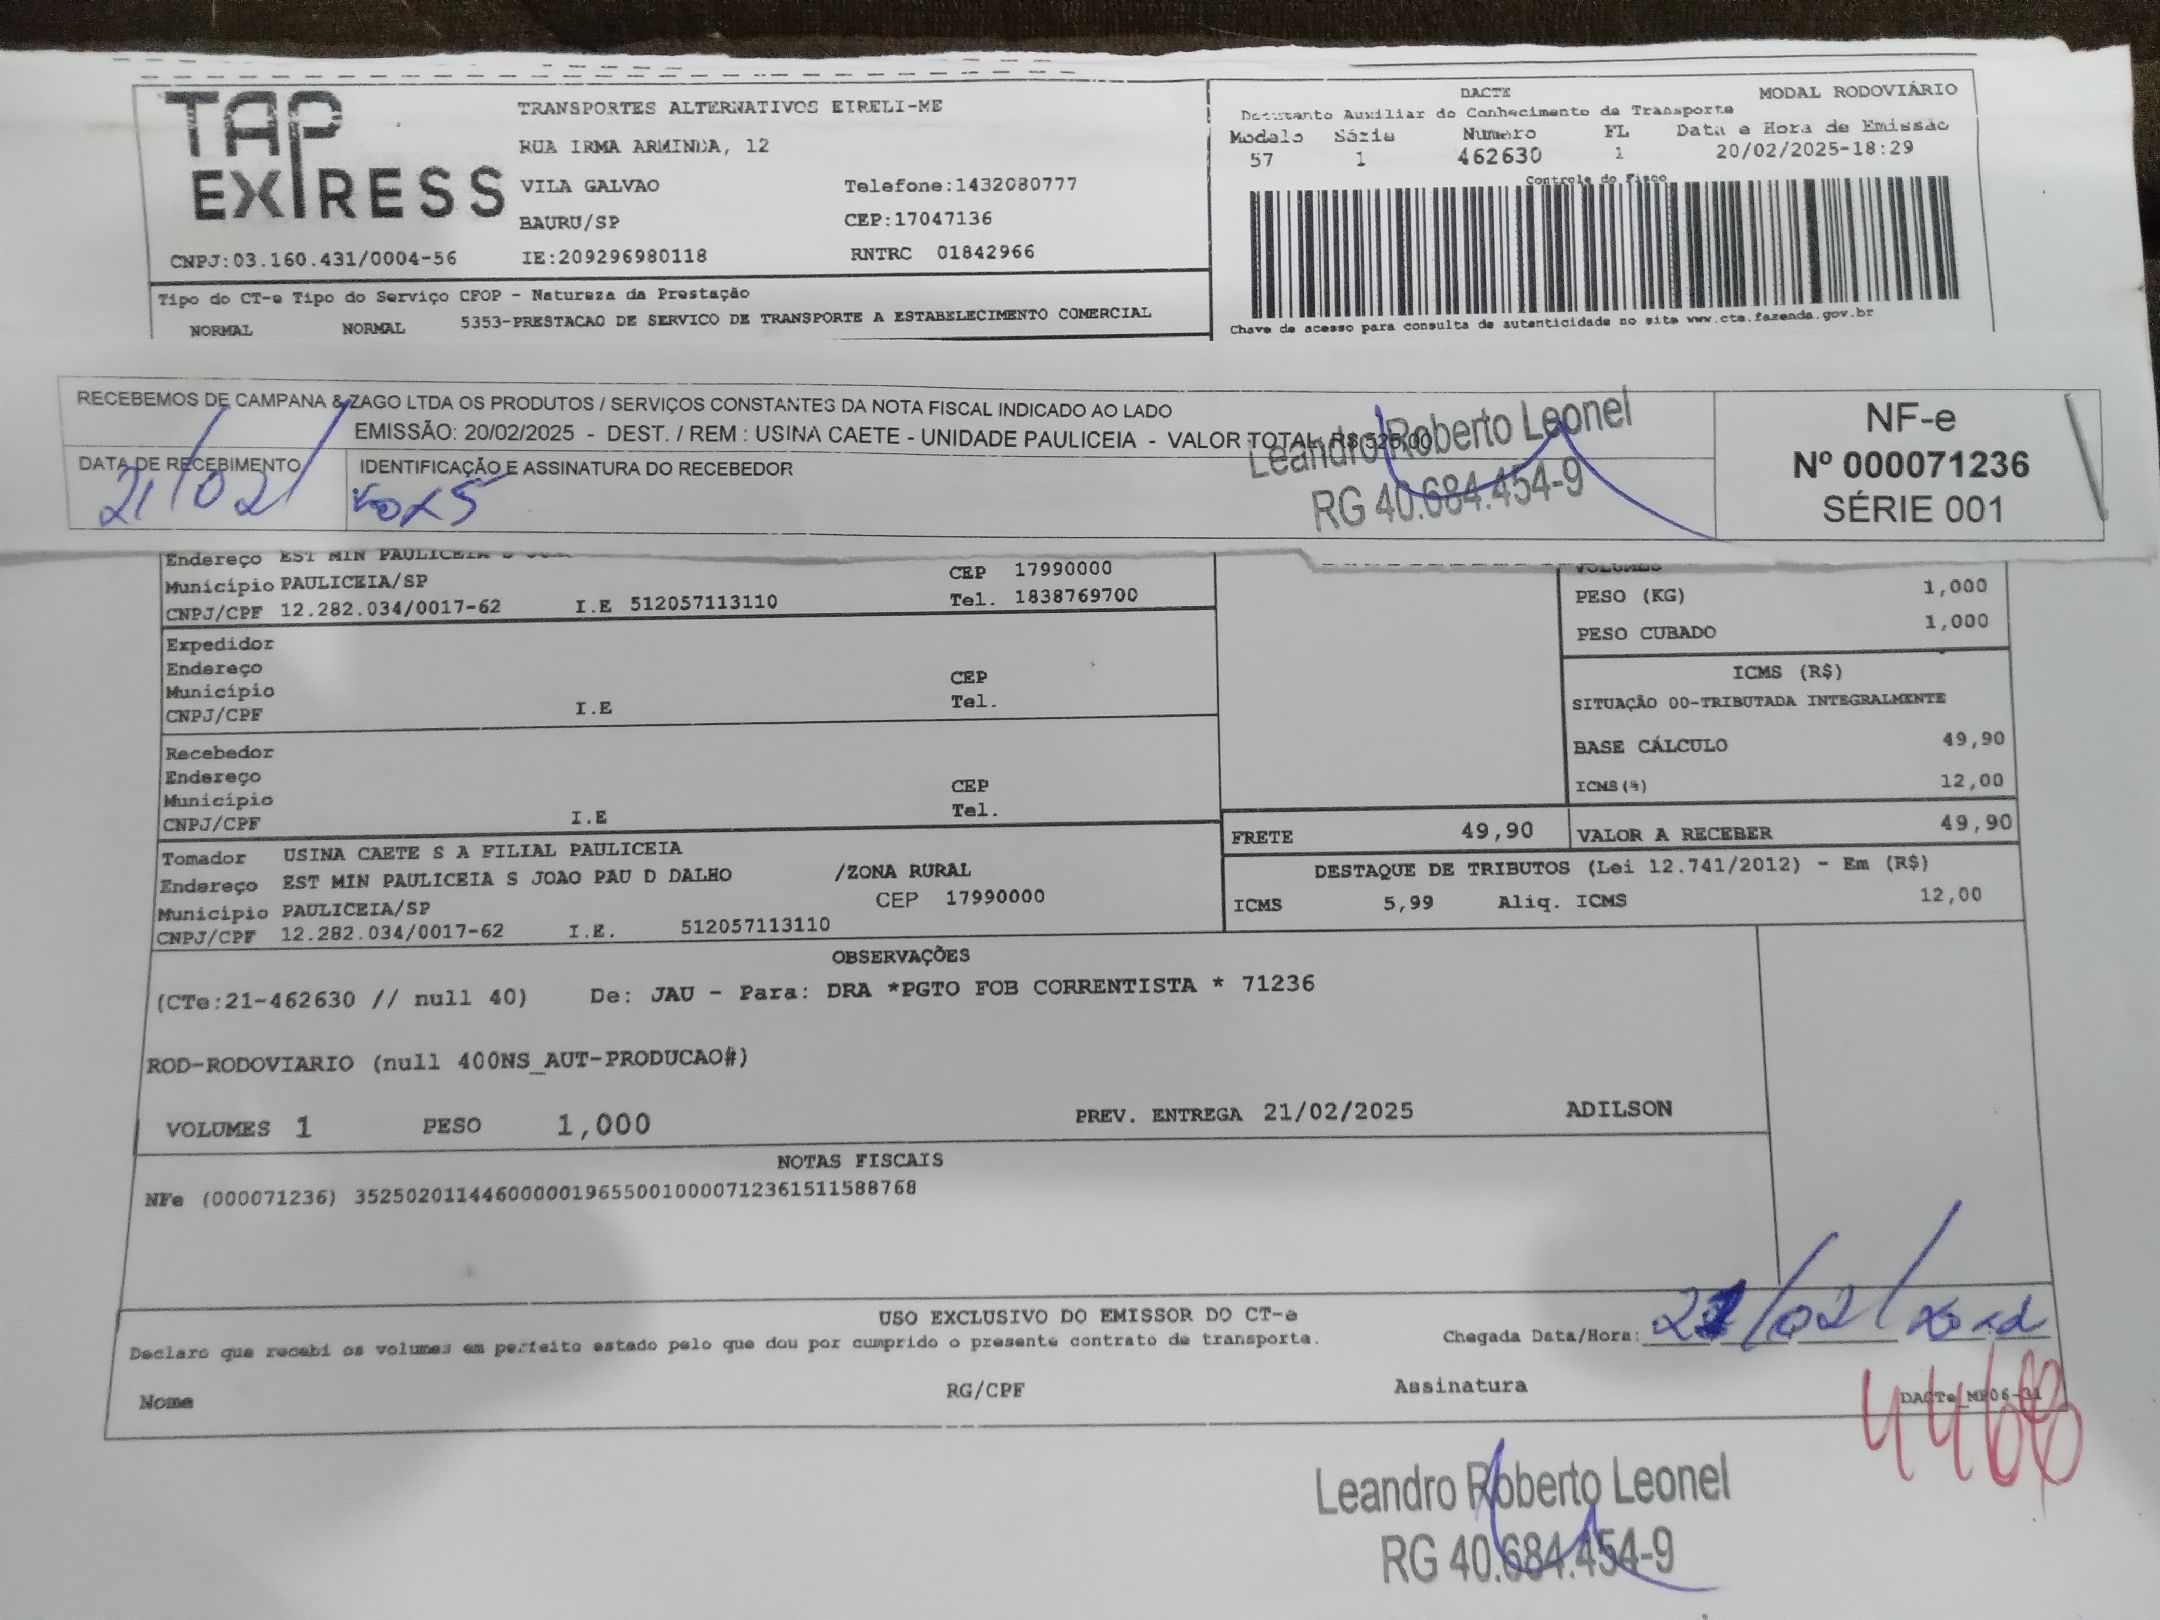 TAP EXPRESS
TRANSPORTES ALTERNATIVOS EIRELI-ME
RUA IRMA ARMINDA, 12
VILA GALVAO Telefone:1432080777
BAURU/SP CEP:17047136
CNPJ:03.160.431/0004-56 IE:209296980118 RNTRC 01842966
DACTE MODAL RODOVIÁRIO
Documento Auxiliar do Conhecimento de Transporte
Modelo Série Número FL Data e Hora de Emissão
57 1 462630 1 20/02/2025-18:29
Controle do Fisco
Tipo do CT-e Tipo do Serviço CFOP - Natureza da Prestação
NORMAL NORMAL 5353-PRESTACAO DE SERVICO DE TRANSPORTE A ESTABELECIMENTO COMERCIAL
Chave de acesso para consulta de autenticidade no site www.cte.fazenda.gov.br
RECEBEMOS DE CAMPANA & ZAGO LTDA OS PRODUTOS / SERVIÇOS CONSTANTES DA NOTA FISCAL INDICADO AO LADO
EMISSÃO: 20/02/2025 - DEST. / REM : USINA CAETE - UNIDADE PAULICEIA - VALOR TOTAL: R$
DATA DE RECEBIMENTO IDENTIFICAÇÃO E ASSINATURA DO RECEBEDOR
21/02/
Leandro Roberto Leonel
RG 40.684.454-9
NF-e
Nº 000071236
SÉRIE 001
Endereço EST MIN PAULICEIA S
Município PAULICEIA/SP CEP 17990000
CNPJ/CPF 12.282.034/0017-62 I.E 512057113110 Tel. 1838769700
VOLUMES
PESO (KG) 1,000
PESO CUBADO 1,000
Expedidor
Endereço
Município CEP
CNPJ/CPF I.E Tel.
ICMS (R$)
SITUAÇÃO 00-TRIBUTADA INTEGRALMENTE
BASE CÁLCULO 49,90
ICMS(%) 12,00
Recebedor
Endereço
Município CEP
CNPJ/CPF I.E Tel.
FRETE 49,90 VALOR A RECEBER 49,90
Tomador USINA CAETE S A FILIAL PAULICEIA
Endereço EST MIN PAULICEIA S JOAO PAU D DALHO /ZONA RURAL
Município PAULICEIA/SP CEP 17990000
CNPJ/CPF 12.282.034/0017-62 I.E. 512057113110
DESTAQUE DE TRIBUTOS (Lei 12.741/2012) - Em (R$)
ICMS 5,99 Aliq. ICMS 12,00
OBSERVAÇÕES
(CTe:21-462630 // null 40) De: JAU - Para: DRA *PGTO FOB CORRENTISTA * 71236
ROD-RODOVIARIO (null 400NS_AUT-PRODUCAO#)
VOLUMES 1 PESO 1,000 PREV. ENTREGA 21/02/2025 ADILSON
NOTAS FISCAIS
NFe (000071236) 35250201144600000196550010000712361511588768
USO EXCLUSIVO DO EMISSOR DO CT-e
Declaro que recebi os volumes em perfeito estado pelo que dou por cumprido o presente contrato de transporte.
Chegada Data/Hora: 21/02/
Nome RG/CPF Assinatura
Leandro Roberto Leonel
RG 40.684.454-9